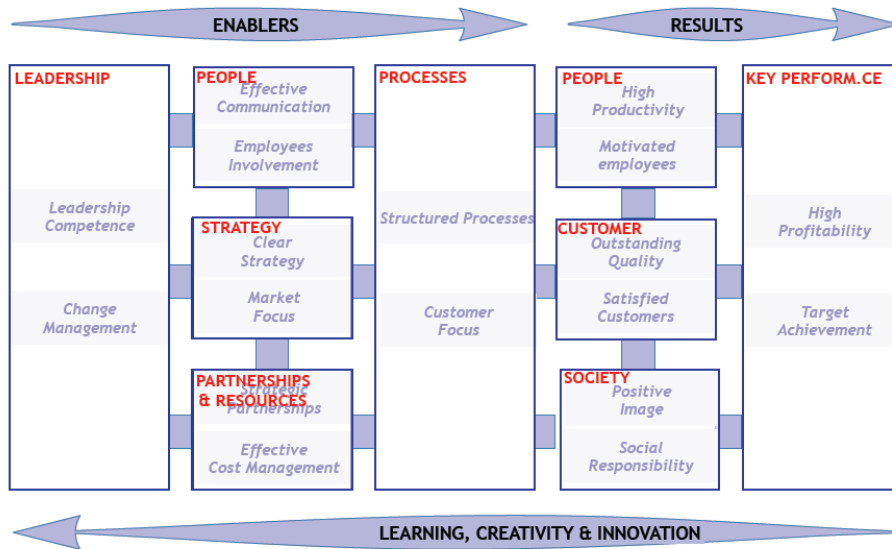 ENABLERS
RESULTS
LEADERSHIP
Leadership
Competence
Change
Management
PEOPLE
Effective
Communication
Employees
Involvement
STRATEGY
Clear
Strategy
Market
Focus
PARTNERSHIPS
& RESOURCES
Strategic
Partnerships
Effective
Cost Management
PROCESSES
Structured Processes
Customer
Focus
PEOPLE
High
Productivity
Motivated
employees
CUSTOMER
Outstanding
Quality
Satisfied
Customers
SOCIETY
Positive
Image
Social
Responsibility
KEY PERFORM.CE
High
Profitability
Target
Achievement
LEARNING, CREATIVITY & INNOVATION